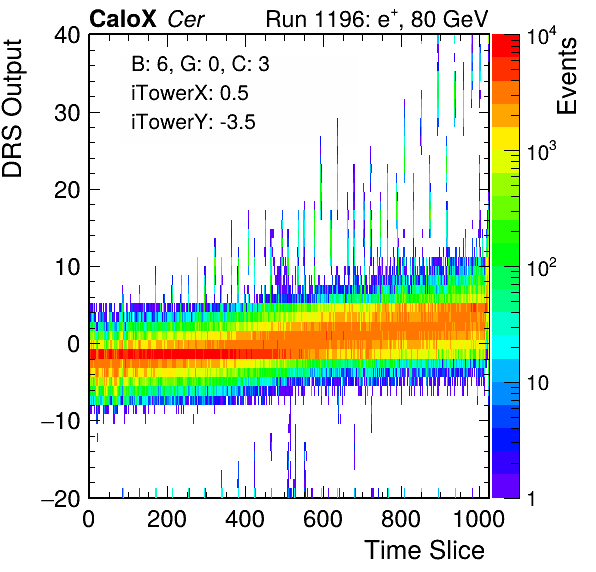 CaloX Cer Run 1196: e+, 80 GeV
B: 6, G: 0, C: 3
iTowerX: 0.5
iTowerY: -3.5
DRS Output
40
30
20
10
0
−10
−20
0 200 400 600 800 1000
Time Slice
10^4
10^3
10^2
10
1
Events